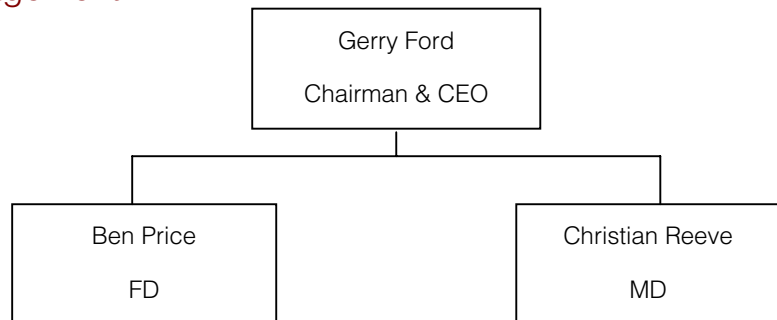 Gerry Ford
Chairman & CEO
Ben Price
FD
Christian Reeve
MD